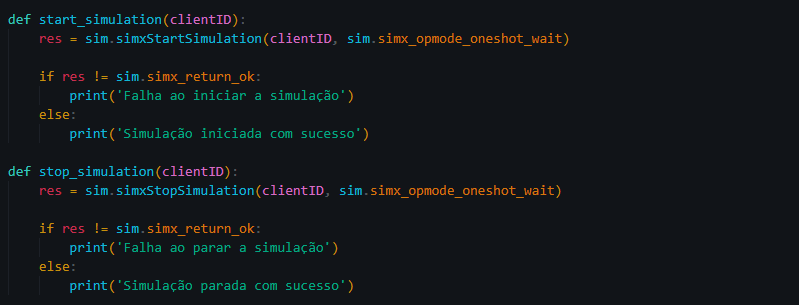 def start_simulation(clientID):
    res = sim.simxStartSimulation(clientID, sim.simx_opmode_oneshot_wait)
    if res != sim.simx_return_ok:
        print('Falha ao iniciar a simulação')
    else:
        print('Simulação iniciada com sucesso')
def stop_simulation(clientID):
    res = sim.simxStopSimulation(clientID, sim.simx_opmode_oneshot_wait)
    if res != sim.simx_return_ok:
        print('Falha ao parar a simulação')
    else:
        print('Simulação parada com sucesso')